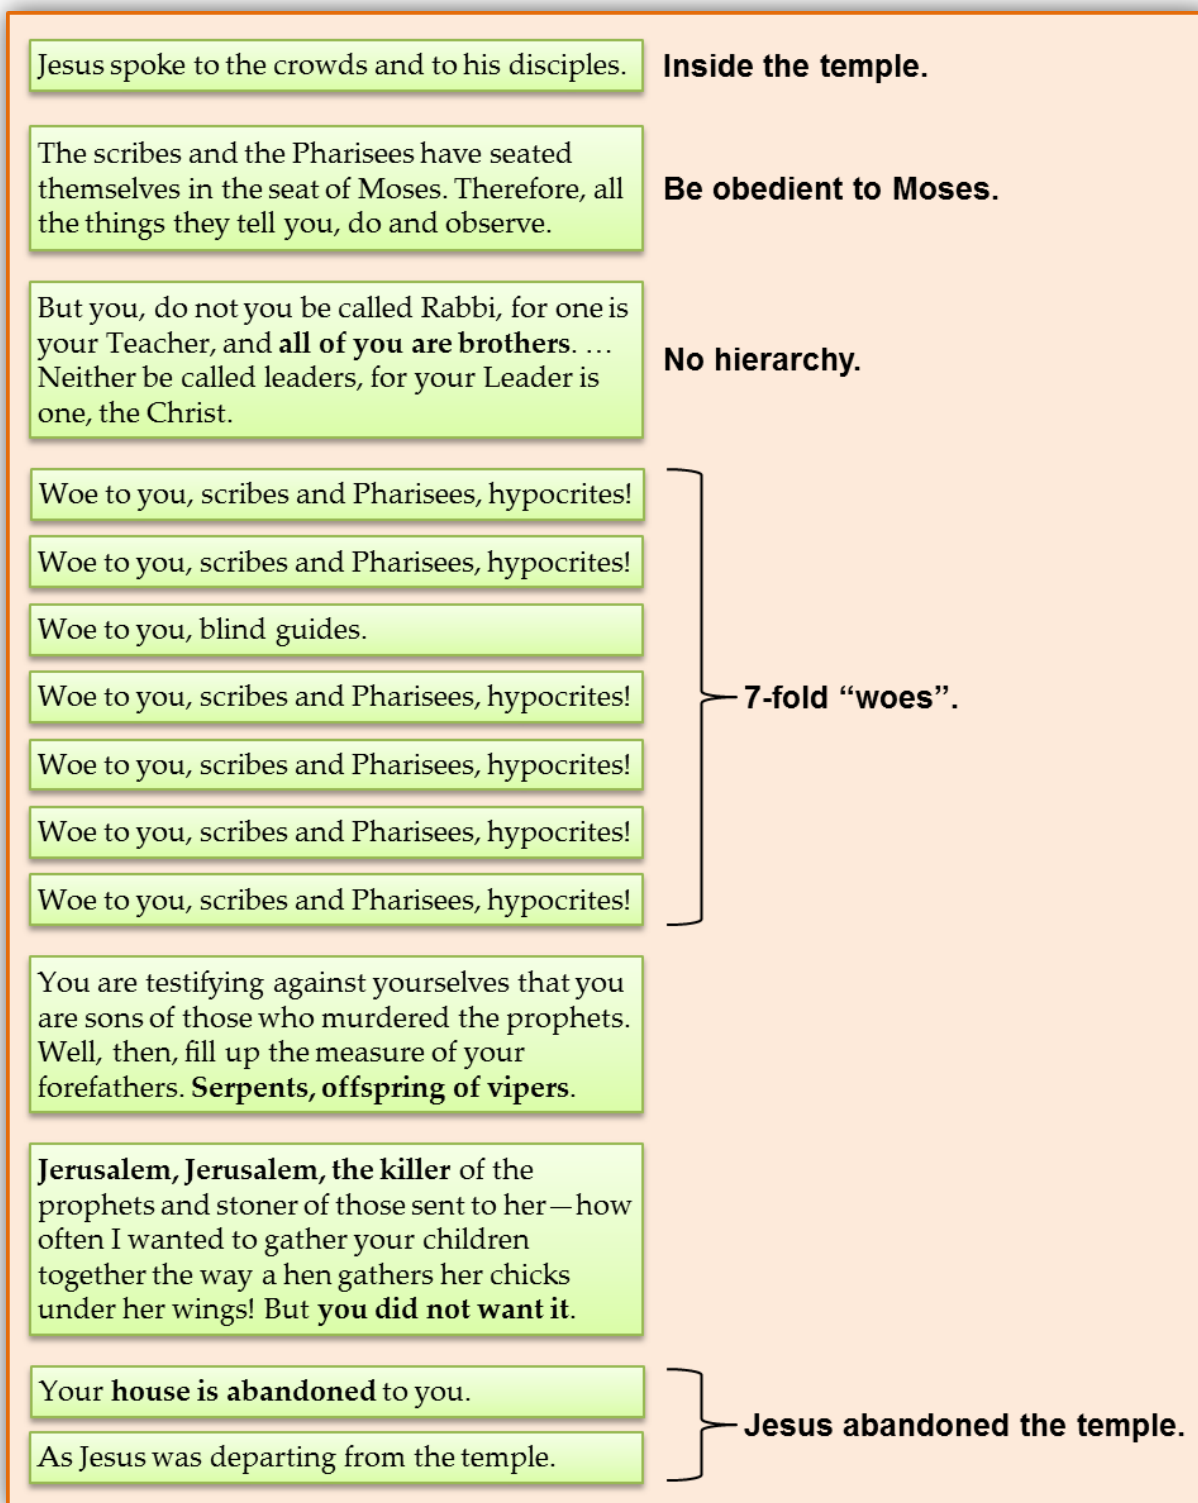 Jesus spoke to the crowds and to his disciples.
Inside the temple.
The scribes and the Pharisees have seated
themselves in the seat of Moses. Therefore, all
the things they tell you, do and observe.
Be obedient to Moses.
But you, do not you be called Rabbi, for one is
your Teacher, and all of you are brothers. …
Neither be called leaders, for your Leader is
one, the Christ.
No hierarchy.
Woe to you, scribes and Pharisees, hypocrites!
Woe to you, scribes and Pharisees, hypocrites!
Woe to you, blind guides.
Woe to you, scribes and Pharisees, hypocrites!
Woe to you, scribes and Pharisees, hypocrites!
Woe to you, scribes and Pharisees, hypocrites!
Woe to you, scribes and Pharisees, hypocrites!
7-fold “woes”.
You are testifying against yourselves that you
are sons of those who murdered the prophets.
Well, then, fill up the measure of your
forefathers. Serpents, offspring of vipers.
Jerusalem, Jerusalem, the killer of the
prophets and stoner of those sent to her—how
often I wanted to gather your children
together the way a hen gathers her chicks
under her wings! But you did not want it.
Your house is abandoned to you.
As Jesus was departing from the temple.
Jesus abandoned the temple.